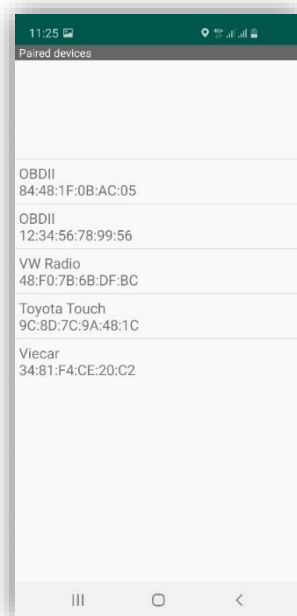 11:25
Paired devices
OBDII
84:48:1F:0B:AC:05
OBDII
12:34:56:78:99:56
VW Radio
48:F0:7B:6B:DF:BC
Toyota Touch
9C:8D:7C:9A:48:1C
Viecar
34:81:F4:CE:20:C2